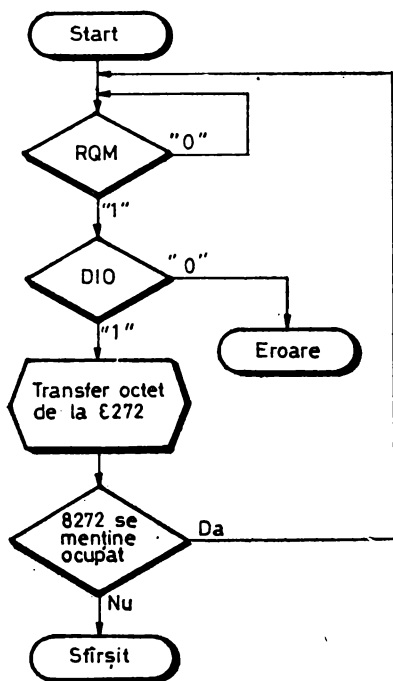 Start
RQM
"0"
"1"
DIO
"0"
"1"
Eroare
Transfer octet
de la £272
8272 se
menține
ocupat
Da
Nu
Sfîrșit